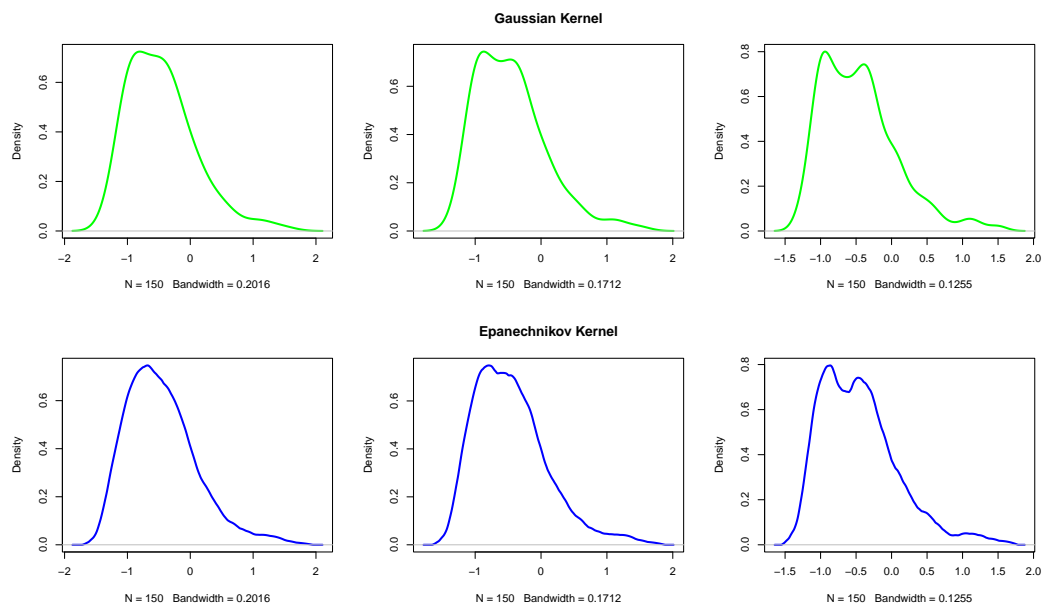 Gaussian Kernel
Density
0.0 0.2 0.4 0.6
−2 −1 0 1 2
N = 150 Bandwidth = 0.2016
Density
0.0 0.2 0.4 0.6
−1 0 1 2
N = 150 Bandwidth = 0.1712
Density
0.0 0.2 0.4 0.6 0.8
−1.5 −1.0 −0.5 0.0 0.5 1.0 1.5 2.0
N = 150 Bandwidth = 0.1255
Epanechnikov Kernel
Density
0.0 0.2 0.4 0.6
−2 −1 0 1 2
N = 150 Bandwidth = 0.2016
Density
0.0 0.2 0.4 0.6
−1 0 1 2
N = 150 Bandwidth = 0.1712
Density
0.0 0.2 0.4 0.6 0.8
−1.5 −1.0 −0.5 0.0 0.5 1.0 1.5 2.0
N = 150 Bandwidth = 0.1255